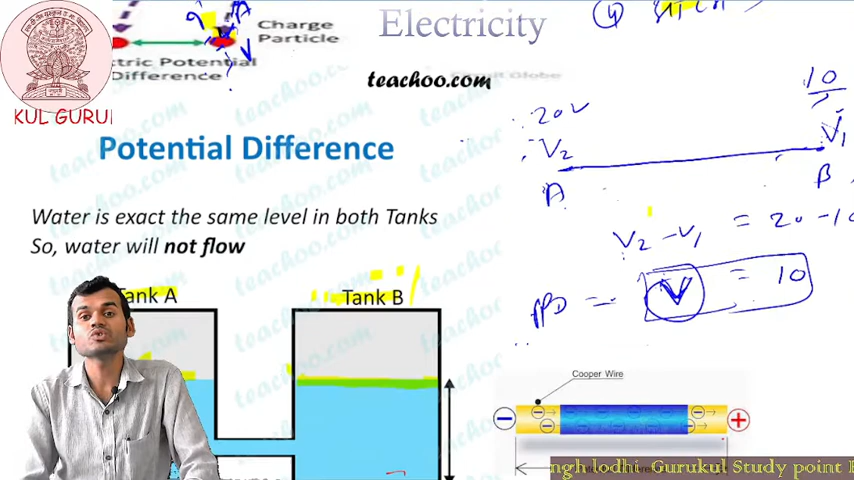 Electricity
Charge
Particle
Electric Potential
Difference
teachoo.com
KUL GURU
Potential Difference
Water is exact the same level in both Tanks
So, water will not flow
Tank A
Tank B
20V
V₂
A
10
V₁
B
V₂ - V₁ = 20 - 10
PD = V = 10
Cooper Wire
ngh lodhi Gurukul Study point